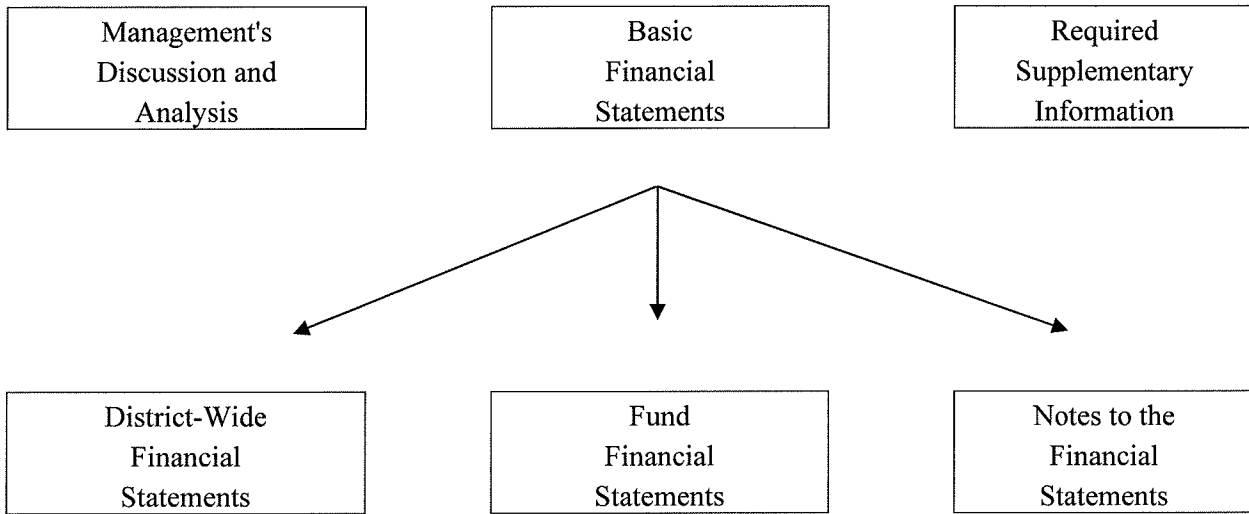 Management's
Discussion and
Analysis
Basic
Financial
Statements
Required
Supplementary
Information
District-Wide
Financial
Statements
Fund
Financial
Statements
Notes to the
Financial
Statements